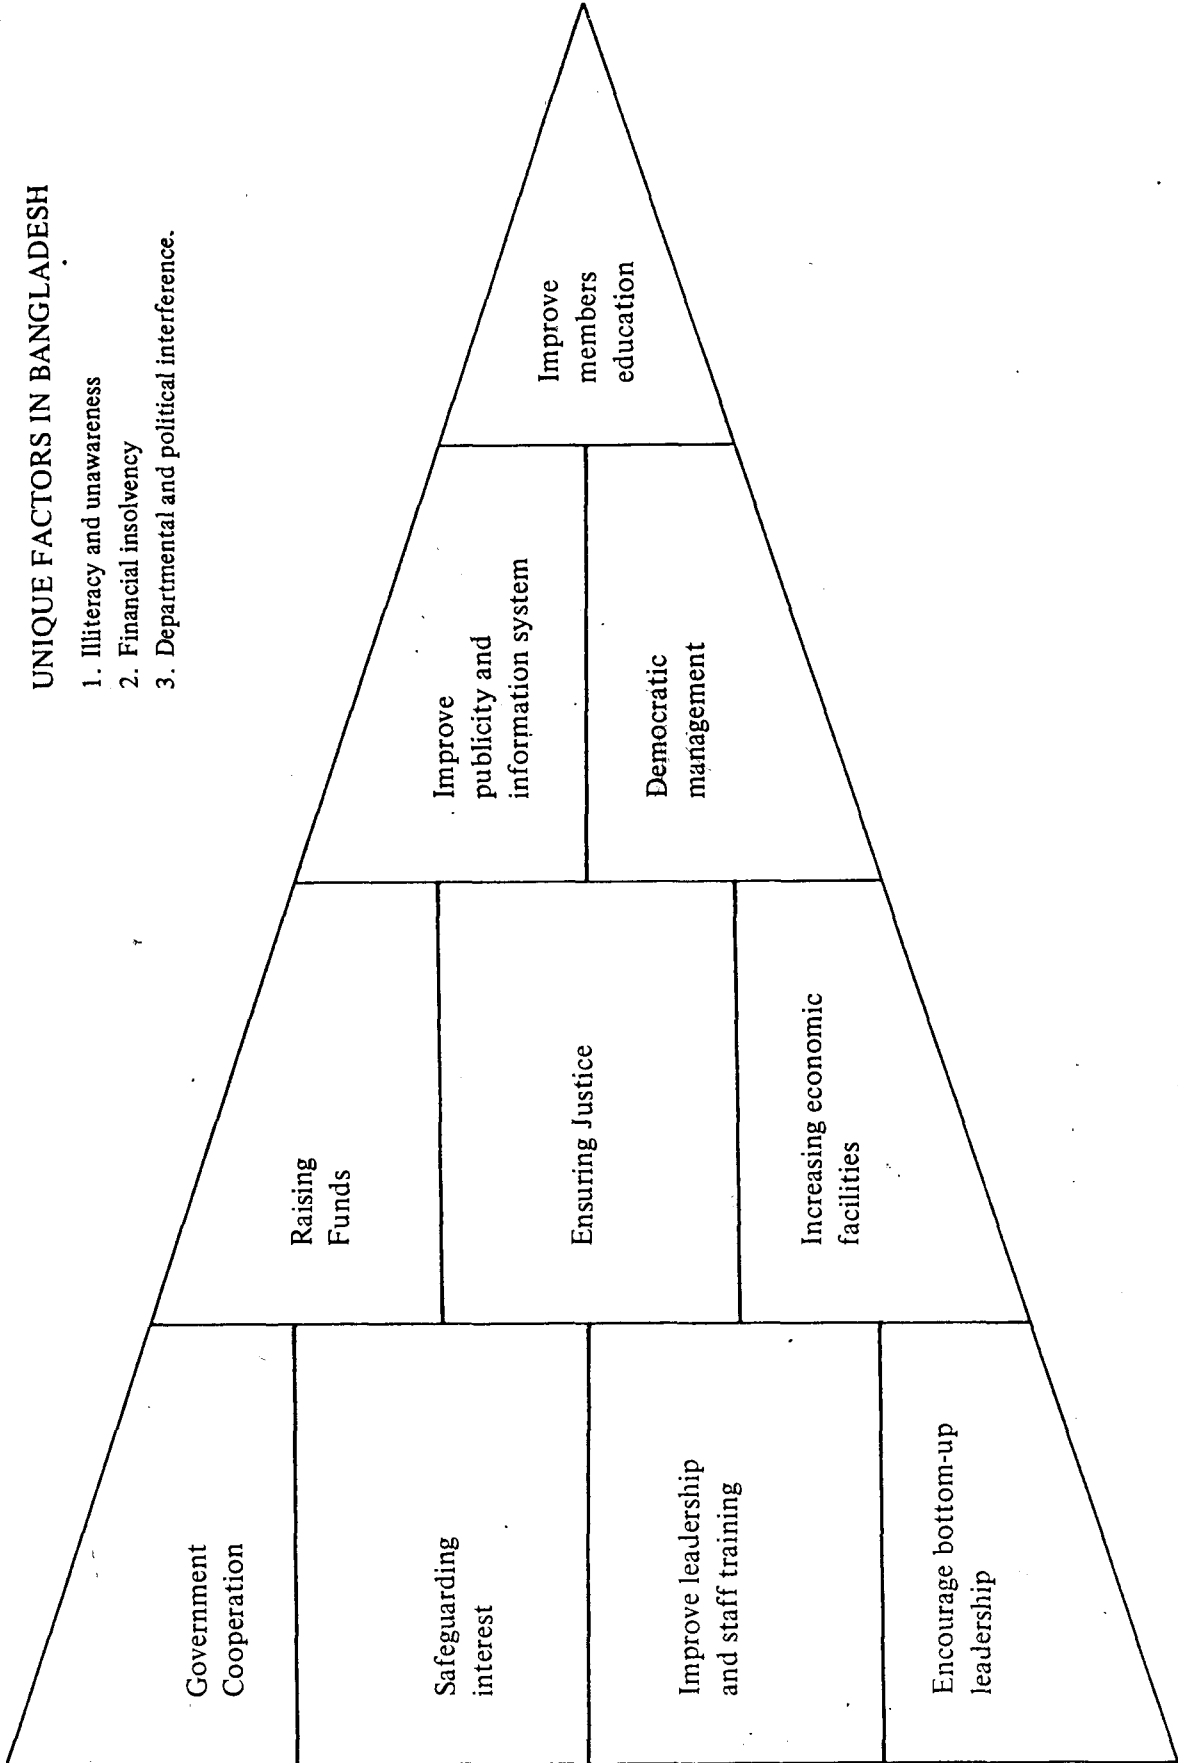 UNIQUE FACTORS IN BANGLADESH
1. Illiteracy and unawareness
2. Financial insolvency
3. Departmental and political interference.
Improve
members
education
Improve
publicity and
information system
Democratic
management
Raising
Funds
Ensuring Justice
Increasing economic
facilities
Government
Cooperation
Safeguarding
interest
Improve leadership
and staff training
Encourage bottom-up
leadership